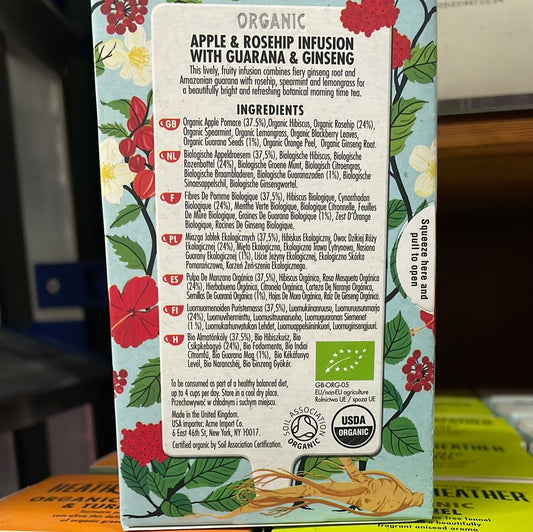 ORGANIC
APPLE & ROSEHIP INFUSION
WITH GUARANA & GINSENG
This lively, fruity infusion combines fiery ginseng root and
Amazonian guarana with rosehip, spearmint and lemongrass for
a beautifully bright and refreshing botanical morning time tea.
INGREDIENTS
GB Organic Apple Pomace (37.5%),Organic Hibiscus, Organic Rosehip (24%),
Organic Spearmint, Organic Lemongrass, Organic Blackberry Leaves,
Organic Guarana Seeds (1%), Organic Orange Peel, Organic Ginseng Root.
NL Biologische Appeldroesem (37,5%), Biologische Hibiscus, Biologische
Rozenbottel (24%), Biologische Groene Munt, Biologisch Citroengras,
Biologische Braambladeren, Biologische Guaranazaden (1%), Biologische
Sinaasappelschil, Biologische Ginsengwortel.
F Fibres De Pomme Biologique (37,5%), Hibiscus Biologique, Cynorrhodon
Biologique (24%), Menthe Verte Biologique, Biologique Citronnelle, Feuilles
De Mûre Biologique, Graines De Guarana Biologique (1%), Zest D'Orange
Biologique, Racines De Ginseng Biologique.
PL Miazga Jabłek Ekologicznych (37,5%), Hibiskus Ekologiczny, Owoc Dzikiej Róży
Ekologicznej (24%), Mięta Ekologiczna, Ekologiczna Trawa Cytrynowa, Nasiona
Guarany Ekologicznej (1%), Liście Jeżyny Ekologicznej, Ekologiczna Skórka
Pomarańczowa, Korzeń Żeń-szenia Ekologicznego.
ES Pulpa De Manzana Orgánica (37,5%), Hibiscus Orgánico, Rosa Mosqueta Orgánica
(24%), Hierbabuena Orgánica, Citronela Orgánica, Corteza De Naranja Orgánica,
Semillas De Guaraná (1%), Hojas De Mora Orgánica, Raíz De Ginseng Orgánica.
FI Luomuomenoiden Puristemassa (37,5%), Luomukiinanruusu, Luomuruusunmarja
(24%), Luomuviherminttu, Luomusitruunaruoho, Luomuguaranan Siemenet
(1 %), Luomukarhunvatukan Lehdet, Luomuappelsiininkuori, Luomuginsengjuuri.
H Bio Almatörköly (37,5%), Bio Hibiszkusz, Bio
Csipkebogyó (24%), Bio Fodormenta, Bio Indiai
Citromfű, Bio Guarana Mag (1%), Bio Kékáfonya
Levél, Bio Narancshéj, Bio Ginzeng Gyökér.
To be consumed as part of a healthy balanced diet,
up to 4 cups per day. Store in a cool dry place.
Przechowywać w chłodnym i suchym miejscu.
Made in the United Kingdom.
USA importer: Acme Import Co.
6 East 46th St, New York, NY, 10017.
Certified organic by Soil Association Certification.
GB-ORG-05
EU/non-EU agriculture
Rolnictwo UE / spoza UE
SOIL ASSOCIATION
ORGANIC
USDA
ORGANIC
Squeeze here and
pull to open
HEATHER
ORGANIC
HEATHER